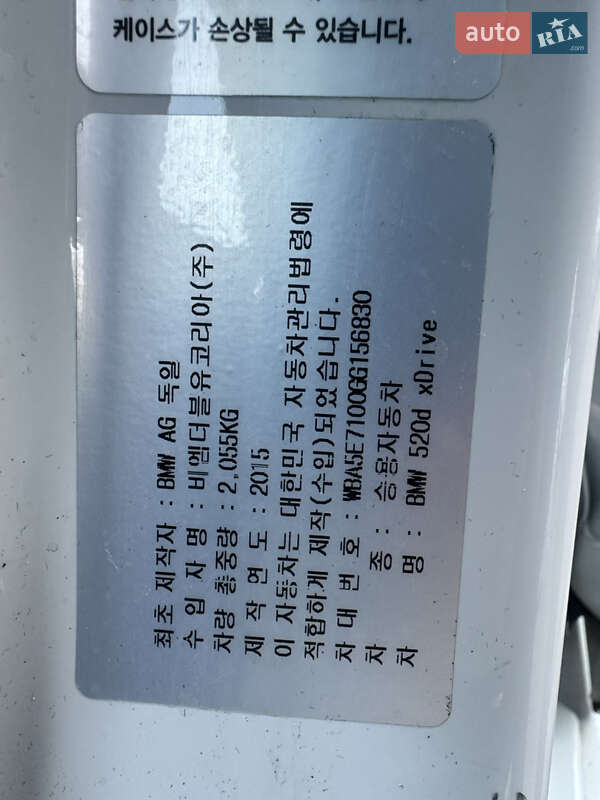 케이스가 손상될 수 있습니다.
auto RIA.com
최초 제작자 : BMW AG 독일
수 입 자 명 : 비엠더블유코리아(주)
차량 총중량 : 2,055KG
제 작 연 도 : 2015
이 자동차는 대한민국 자동차관리법령에
적합하게 제작(수입)되었습니다.
차 대 번 호 : WBA5E7100GG156830
차 종 : 승용자동차
차 명 : BMW 520d xDrive